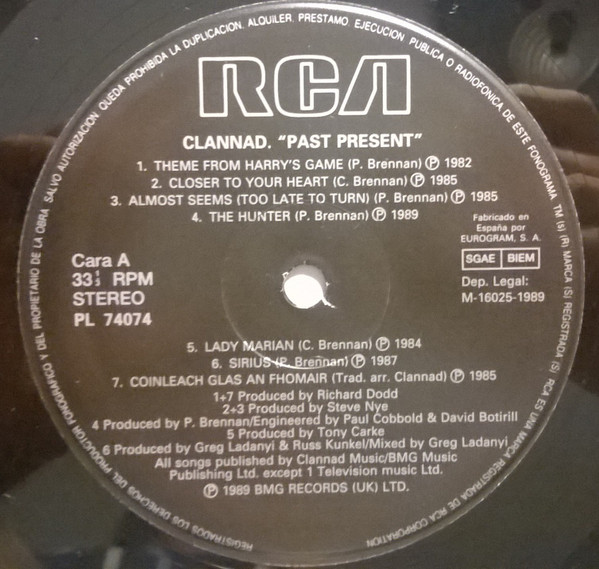 QUEDA PROHIBIDA LA DUPLICACION. ALQUILER. PRESTAMO EJECUCION PUBLICA O RADIOFONICA DE ESTE FONOGRAMA TM (s) (R) MARCA (S) REGISTRADA (S) RCA ES UNA MARCA REGISTRADA DE RCA CORPORATION
REGISTRADOS LOS DERECHOS DEL PRODUCTOR FONOGRAFICO Y DEL PROPIETARIO DE LA OBRA SALVO AUTORIZACION
RCA
CLANNAD. "PAST PRESENT"
1. THEME FROM HARRY'S GAME (P. Brennan) Ⓟ 1982
2. CLOSER TO YOUR HEART (C. Brennan) Ⓟ 1985
3. ALMOST SEEMS (TOO LATE TO TURN) (P. Brennan) Ⓟ 1985
4. THE HUNTER (P. Brennan) Ⓟ 1989
Cara A
33⅓ RPM
STEREO
PL 74074
Fabricado en
España por
EUROGRAM, S. A.
SGAE BIEM
Dep. Legal:
M-16025-1989
5. LADY MARIAN (C. Brennan) Ⓟ 1984
6. SIRIUS (P. Brennan) Ⓟ 1987
7. COINLEACH GLAS AN FHOMAIR (Trad. arr. Clannad) Ⓟ 1985
1+7 Produced by Richard Dodd
2+3 Produced by Steve Nye
4 Produced by P. Brennan/Engineered by Paul Cobbold & David Botirill
5 Produced by Tony Carke
6 Produced by Greg Ladanyi & Russ Kunkel/Mixed by Greg Ladanyi
All songs published by Clannad Music/BMG Music
Publishing Ltd. except 1 Television music Ltd.
Ⓟ 1989 BMG RECORDS (UK) LTD.